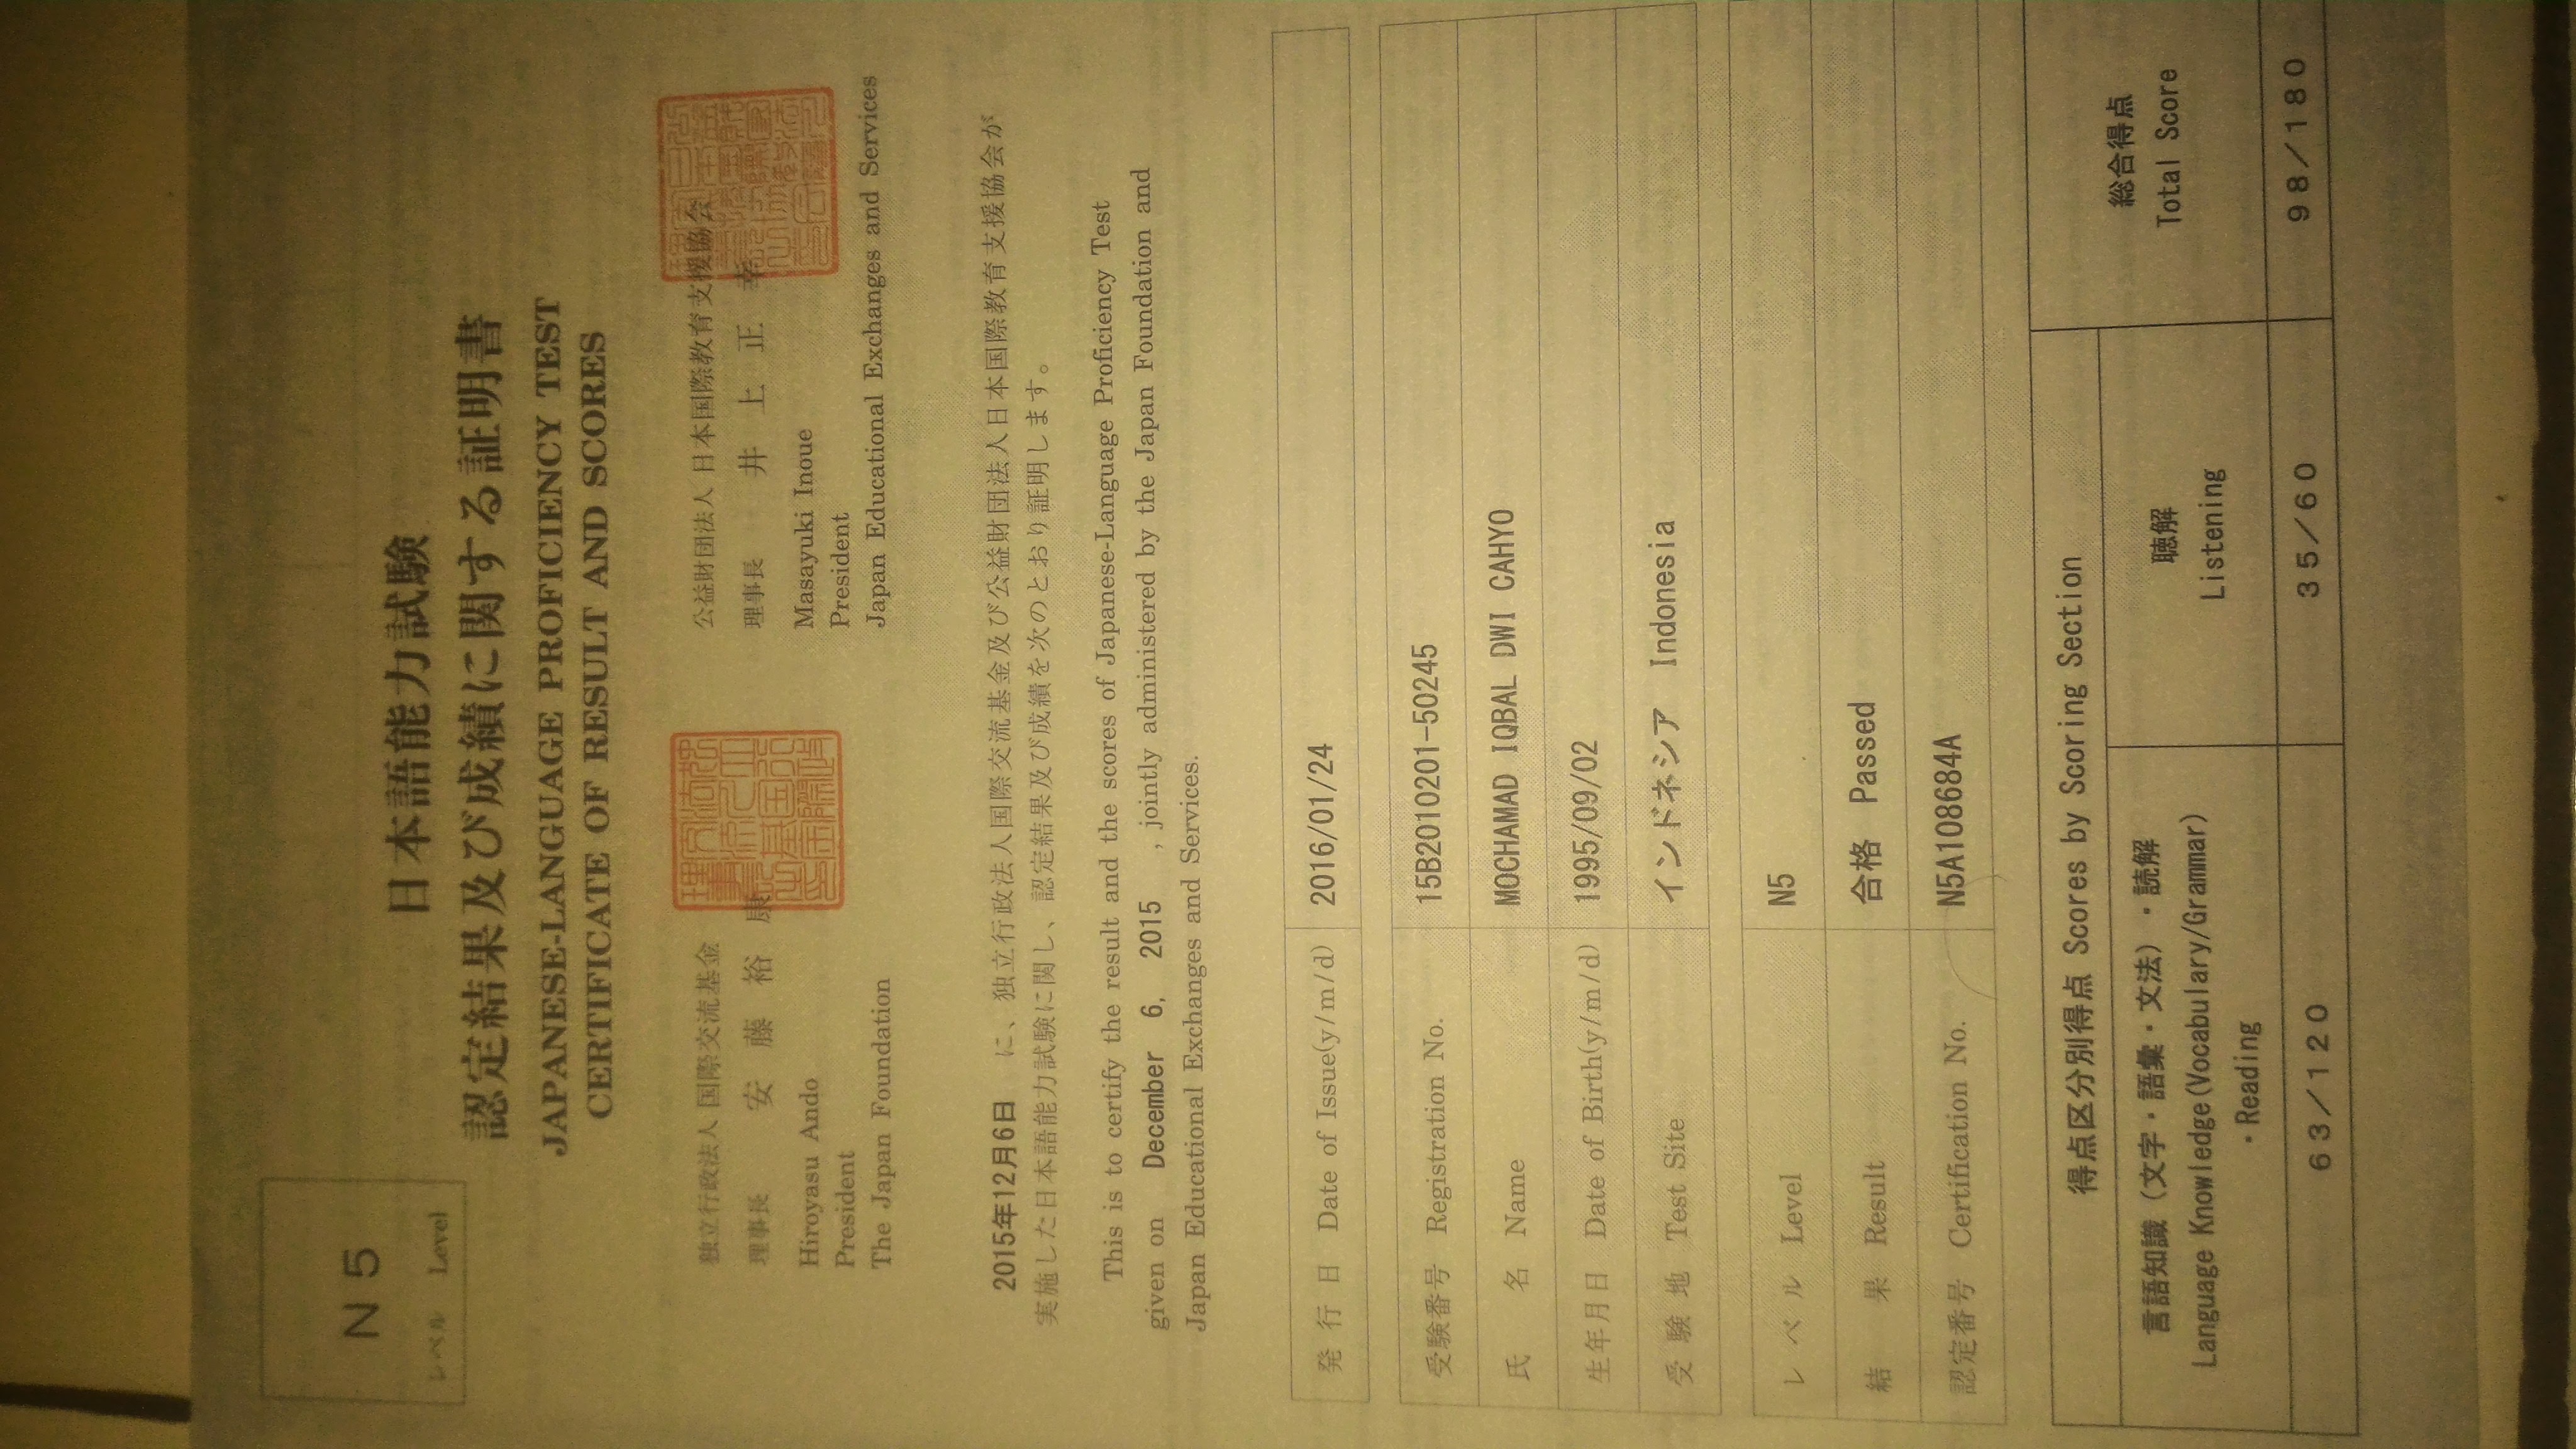 N5
レベル Level
日本語能力試験
認定結果及び成績に関する証明書
JAPANESE-LANGUAGE PROFICIENCY TEST
CERTIFICATE OF RESULT AND SCORES
独立行政法人 国際交流基金
理事長 安藤裕康
Hiroyasu Ando
President
The Japan Foundation
公益財団法人 日本国際教育支援協会
理事長 井上正幸
Masayuki Inoue
President
Japan Educational Exchanges and Services
2015年12月6日 に、独立行政法人国際交流基金及び公益財団法人日本国際教育支援協会が
実施した日本語能力試験に関し、認定結果及び成績を次のとおり証明します。
This is to certify the result and the scores of Japanese-Language Proficiency Test
given on December 6, 2015 , jointly administered by the Japan Foundation and
Japan Educational Exchanges and Services.
発行日 Date of Issue(y/m/d) 2016/01/24
受験番号 Registration No. 15B2010201-50245
氏名 Name MOCHAMAD IQBAL DWI CAHYO
生年月日 Date of Birth(y/m/d) 1995/09/02
受験地 Test Site インドネシア Indonesia
レベル Level N5
結果 Result 合格 Passed
認定番号 Certification No. N5A108684A
得点区分別得点 Scores by Scoring Section
言語知識（文字・語彙・文法）・読解
Language Knowledge(Vocabulary/Grammar)
・Reading
聴解
Listening
総合得点
Total Score
63/120
35/60
98/180